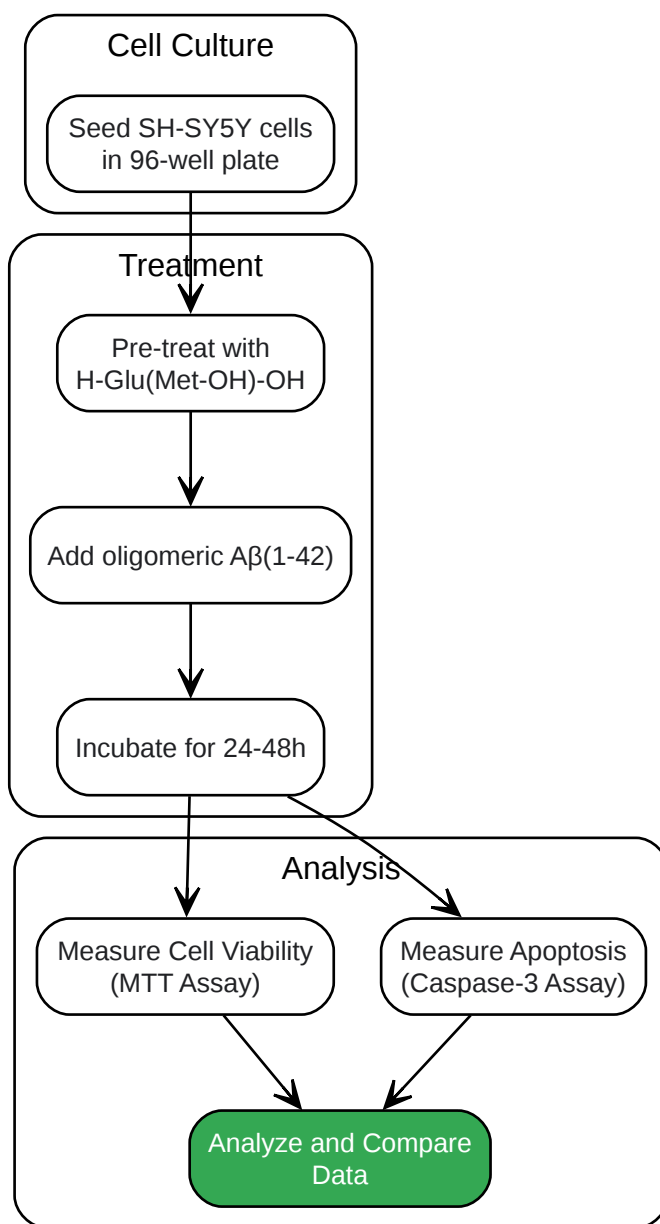 Cell Culture
Seed SH-SY5Y cells
in 96-well plate
Treatment
Pre-treat with
H-Glu(Met-OH)-OH
Add oligomeric Aβ(1-42)
Incubate for 24-48h
Analysis
Measure Cell Viability
(MTT Assay)
Measure Apoptosis
(Caspase-3 Assay)
Analyze and Compare
Data